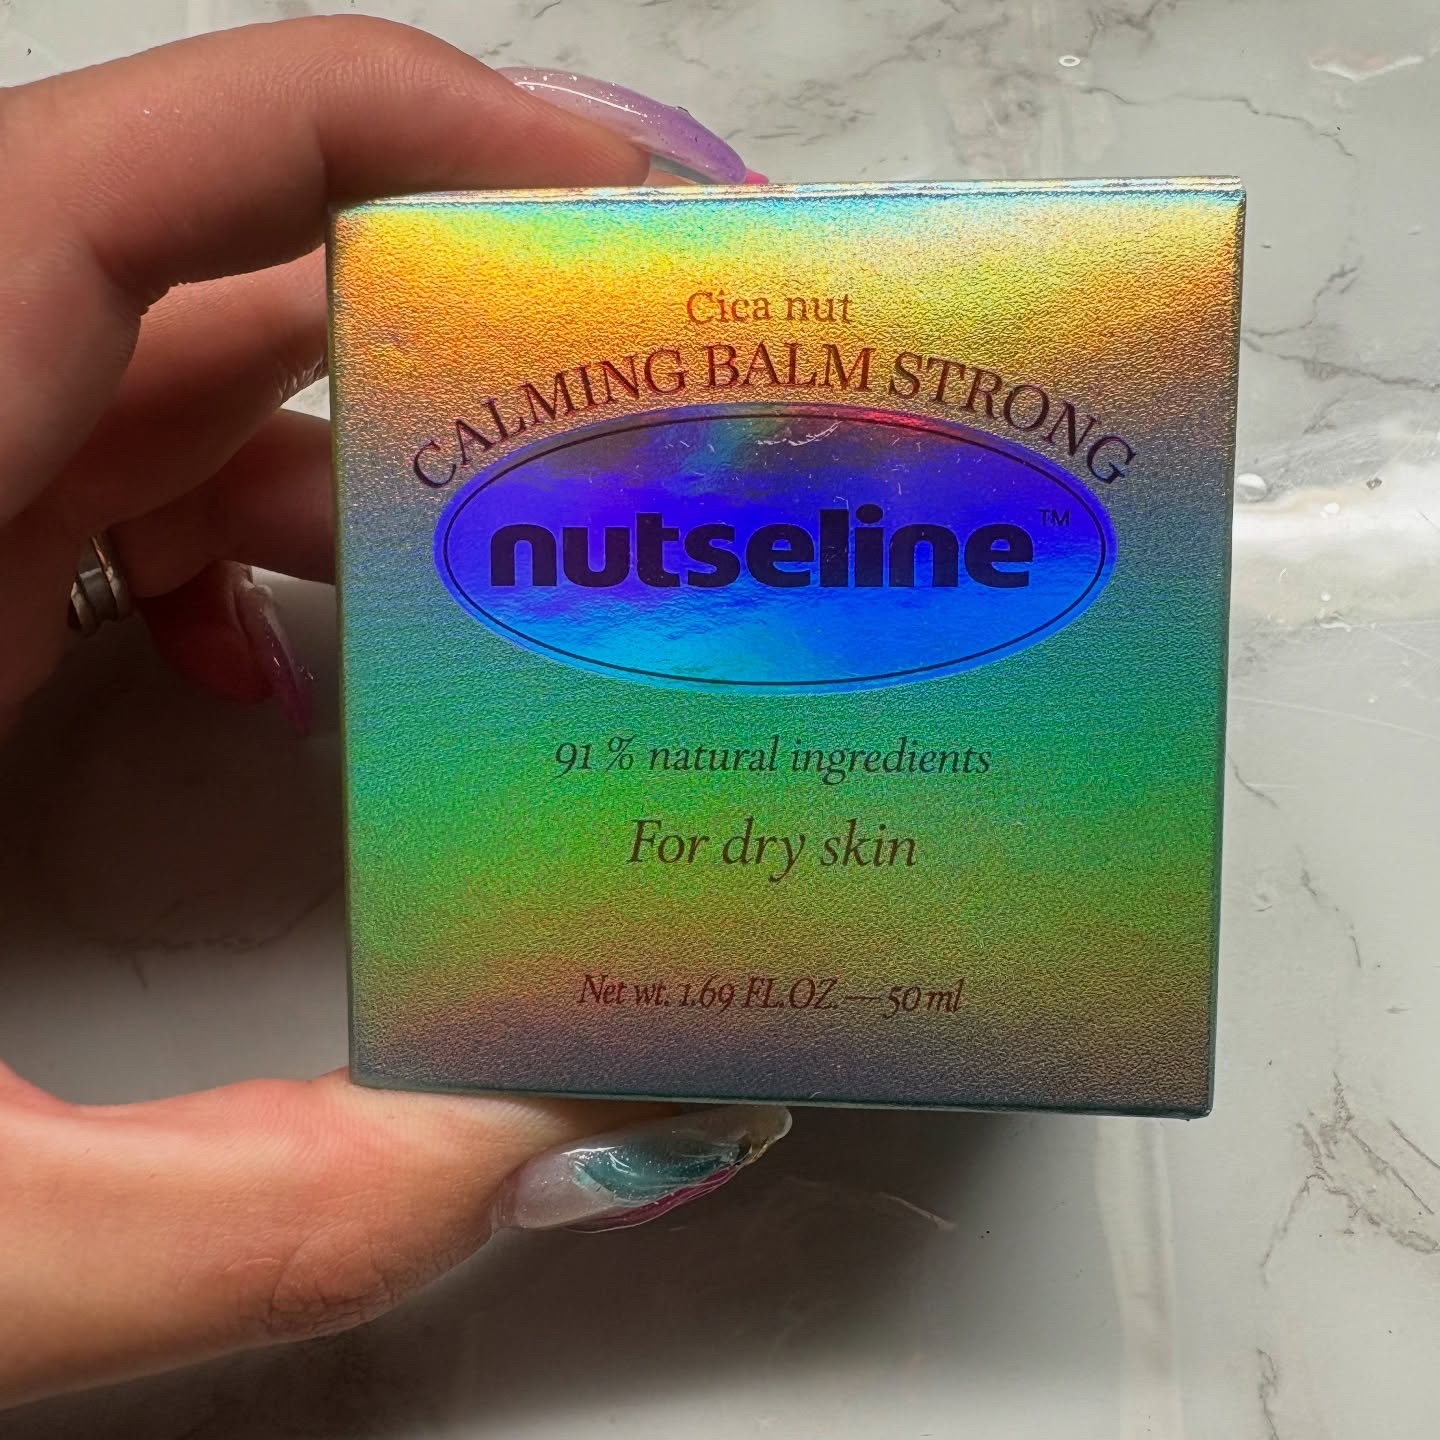 Cica nut
CALMING BALM STRONG
nutseline™
91 % natural ingredients
For dry skin
Net wt. 1.69 FL.OZ. — 50 ml